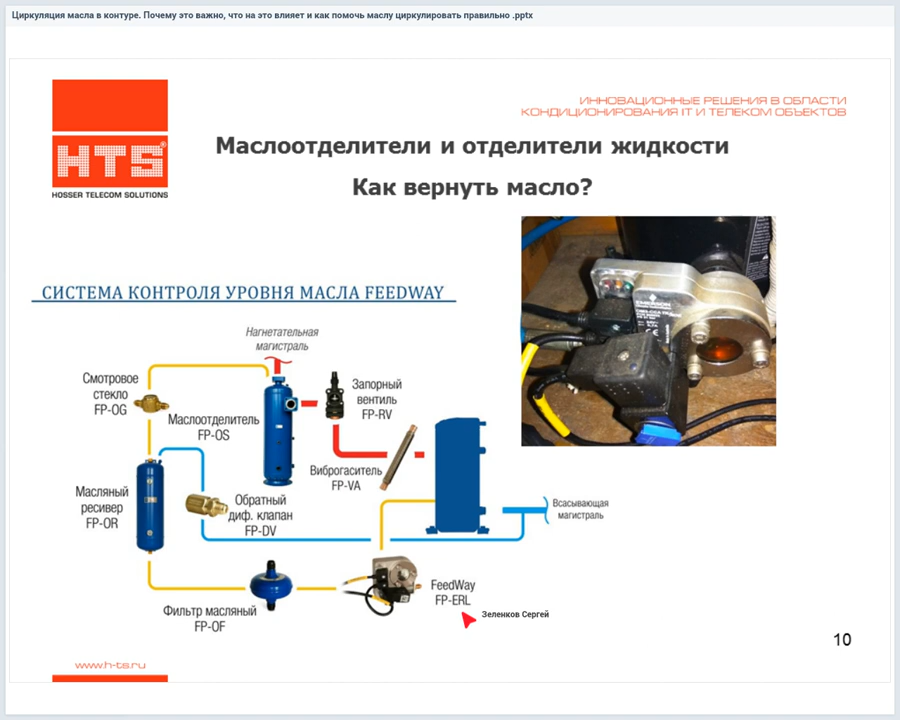 Циркуляция масла в контуре. Почему это важно, что на это влияет и как помочь маслу циркулировать правильно .pptx
ИННОВАЦИОННЫЕ РЕШЕНИЯ В ОБЛАСТИ
КОНДИЦИОНИРОВАНИЯ IT И ТЕЛЕКОМ ОБЪЕКТОВ
HTS®
HOSSER TELECOM SOLUTIONS
Маслоотделители и отделители жидкости
Как вернуть масло?
СИСТЕМА КОНТРОЛЯ УРОВНЯ МАСЛА FEEDWAY
Нагнетательная
магистраль
Смотровое
стекло
FP-OG
Маслоотделитель
FP-OS
Запорный
вентиль
FP-RV
Виброгаситель
FP-VA
Масляный
ресивер
FP-OR
Обратный
диф. клапан
FP-DV
Всасывающая
магистраль
Фильтр масляный
FP-OF
FeedWay
FP-ERL
Зеленков Сергей
EMERSON
10
www.h-ts.ru